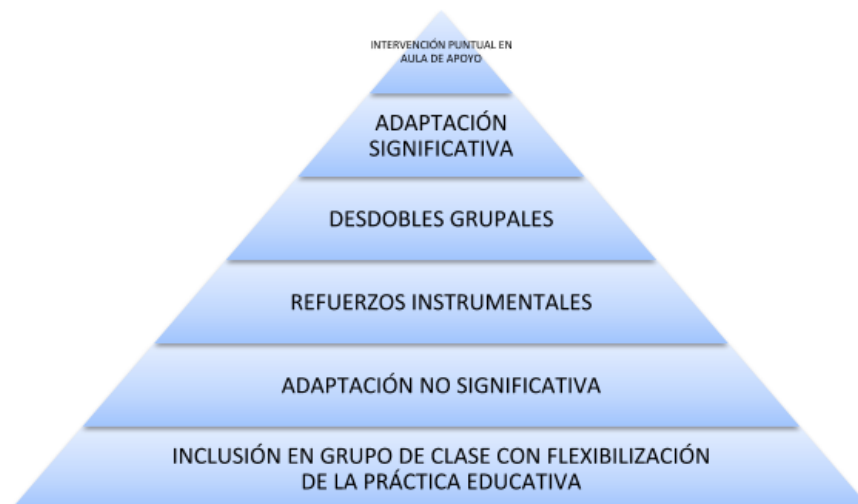 INTERVENCIÓN PUNTUAL EN
AULA DE APOYO
ADAPTACIÓN
SIGNIFICATIVA
DESDOBLES GRUPALES
REFUERZOS INSTRUMENTALES
ADAPTACIÓN NO SIGNIFICATIVA
INCLUSIÓN EN GRUPO DE CLASE CON FLEXIBILIZACIÓN
DE LA PRÁCTICA EDUCATIVA